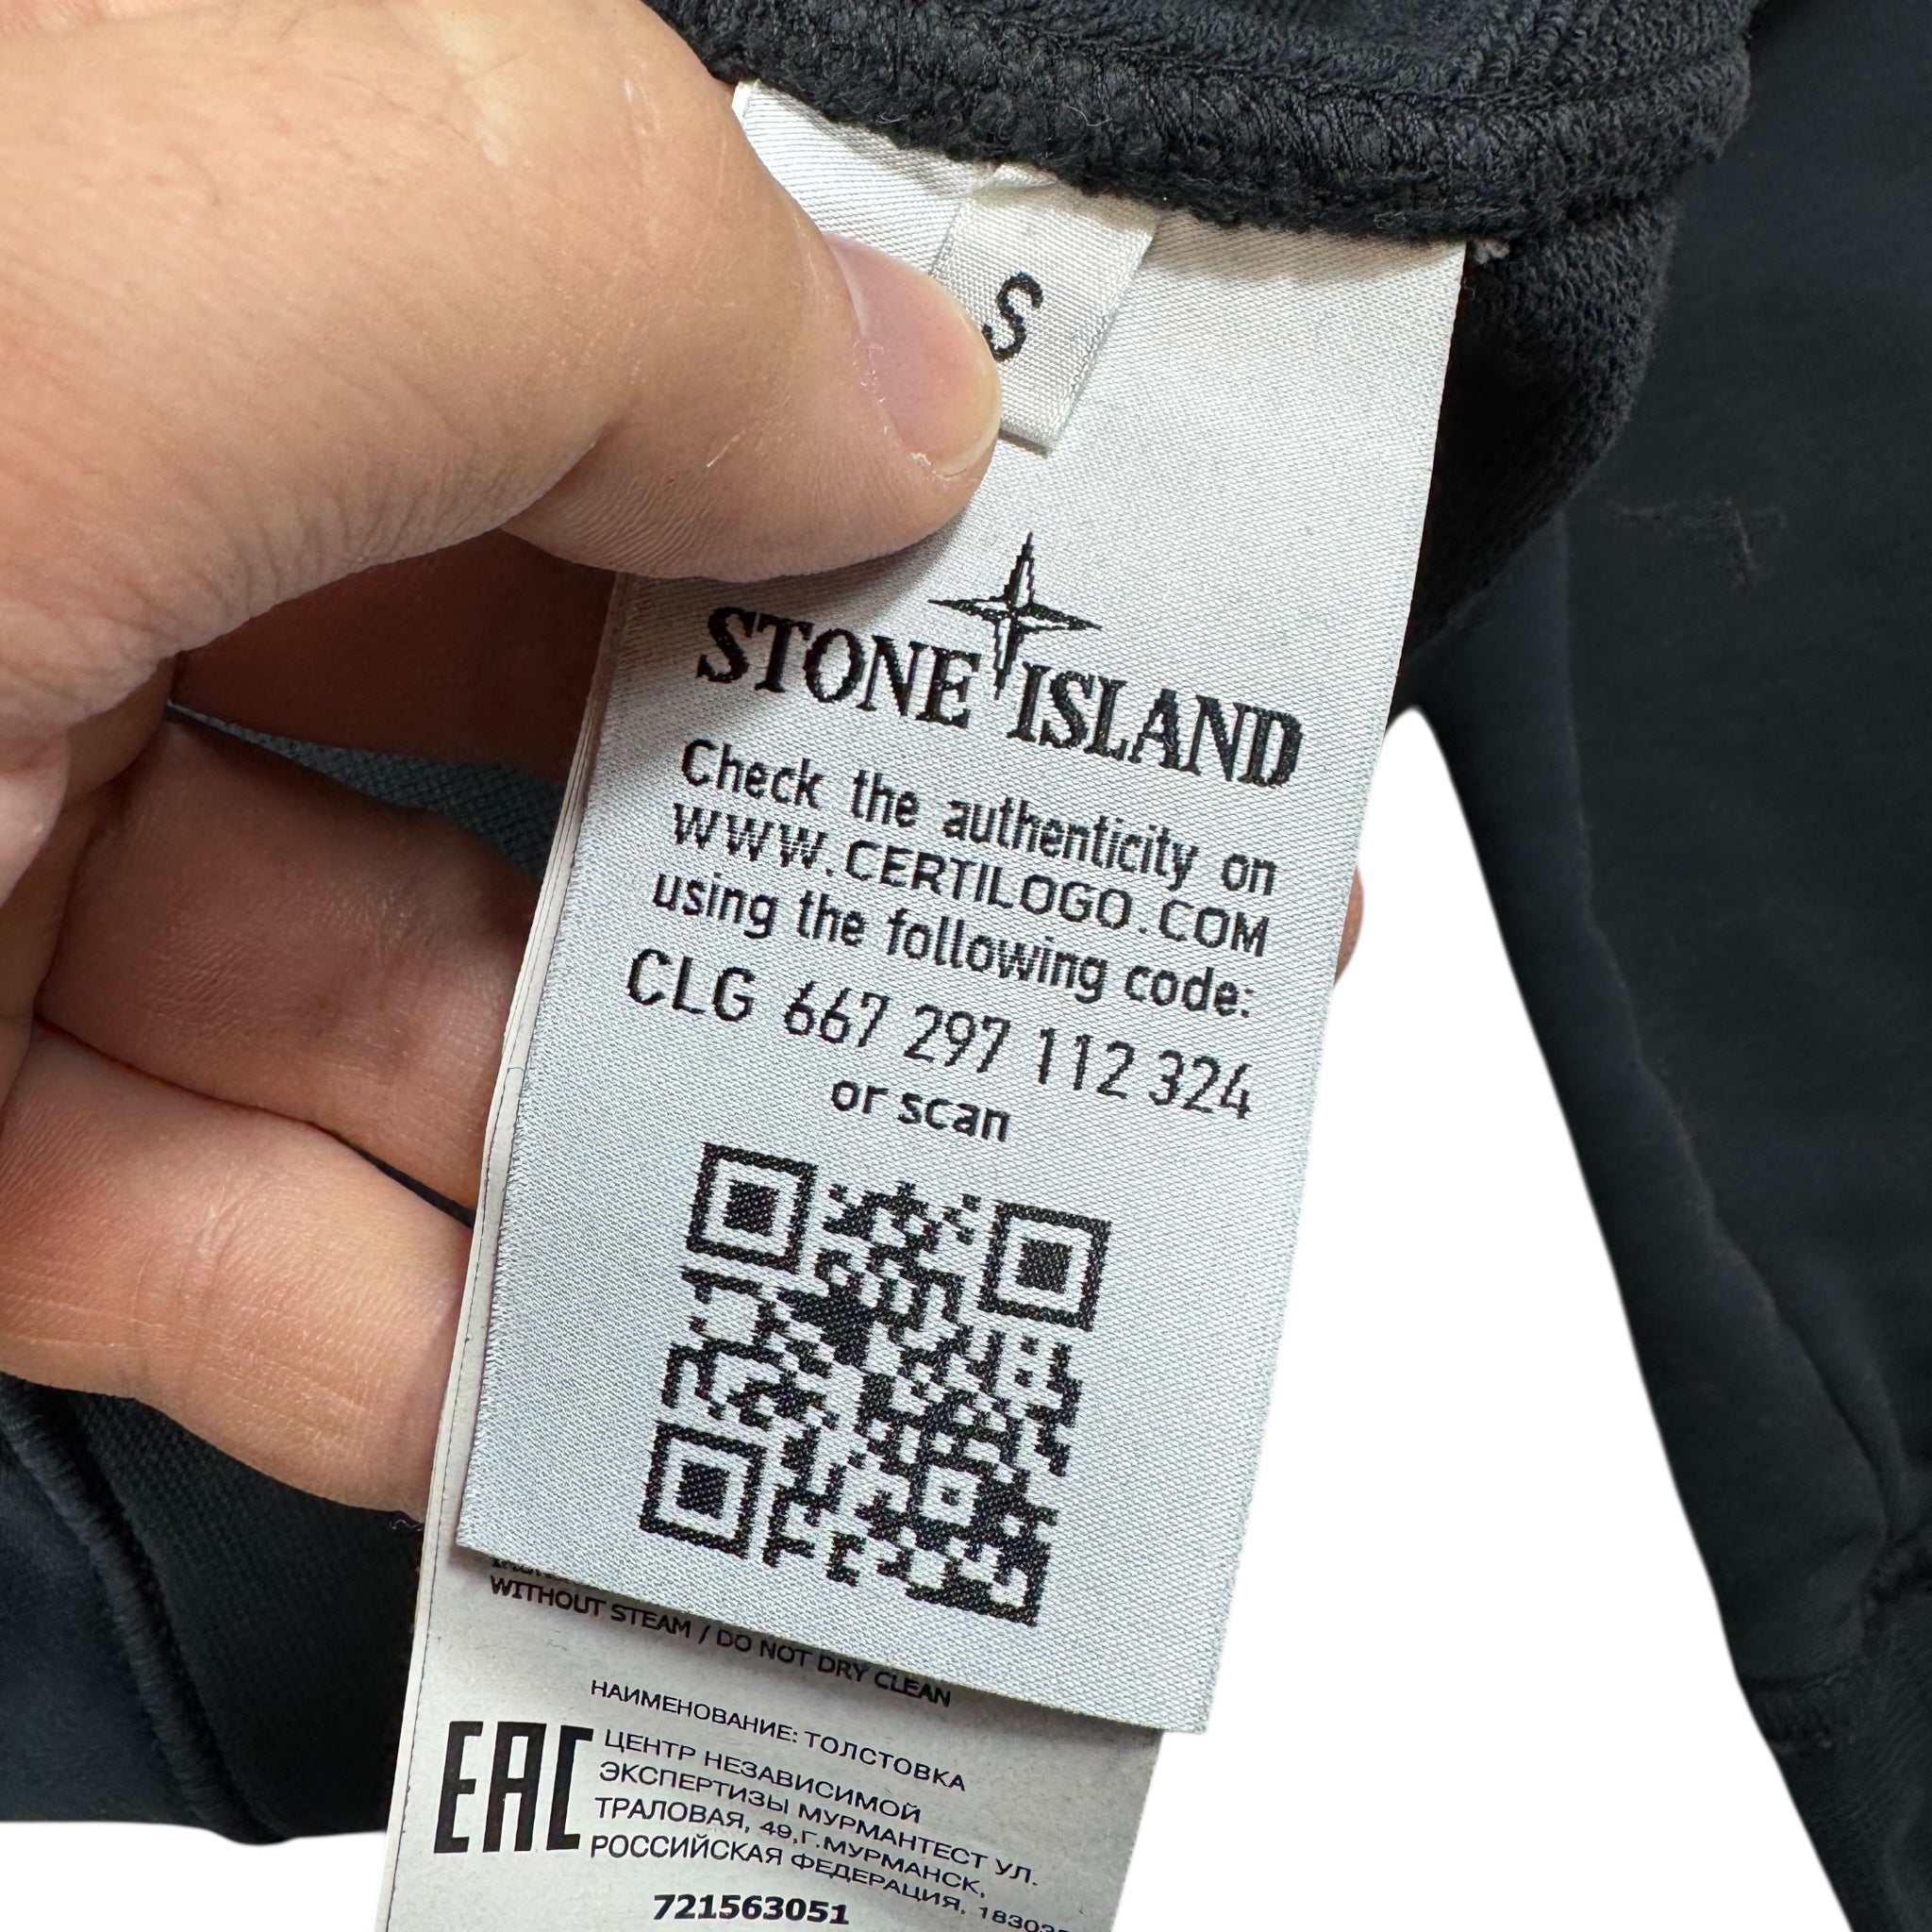 S
STONE ISLAND
Check the authenticity on
WWW.CERTILOGO.COM
using the following code:
CLG 667 297 112 324
or scan
WITHOUT STEAM / DO NOT DRY CLEAN
НАИМЕНОВАНИЕ: ТОЛСТОВКА
EAC
ЦЕНТР НЕЗАВИСИМОЙ
ЭКСПЕРТИЗЫ МУРМАНТЕСТ УЛ.
ТРАЛОВАЯ, 49,Г.МУРМАНСК,
РОССИЙСКАЯ ФЕДЕРАЦИЯ,
721563051